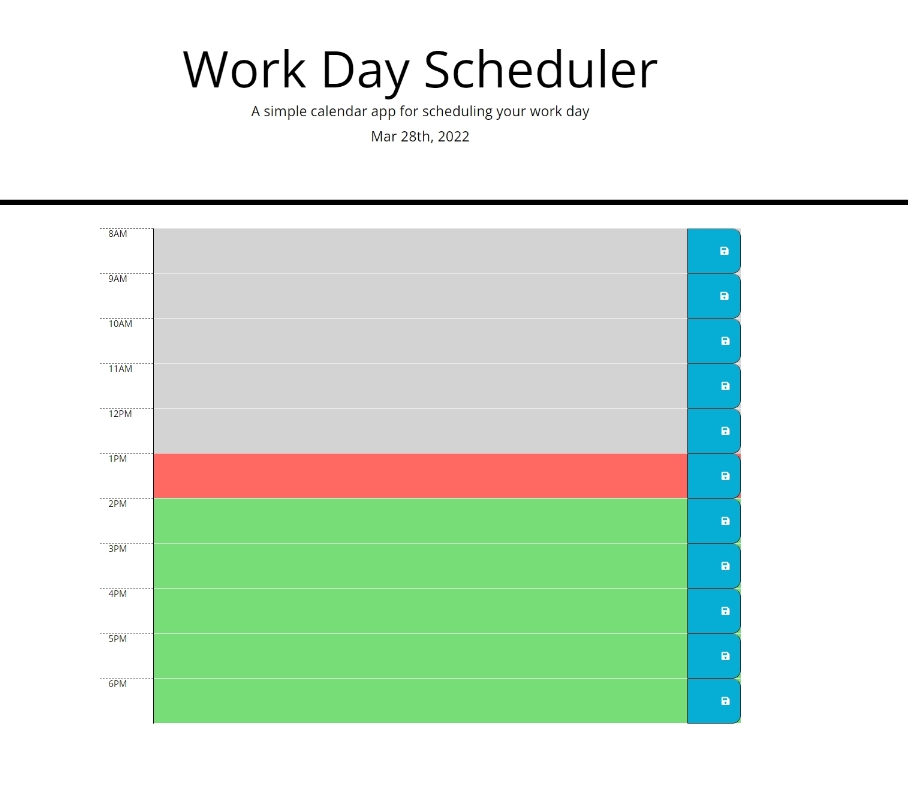 Work Day Scheduler
A simple calendar app for scheduling your work day
Mar 28th, 2022
8AM
9AM
10AM
11AM
12PM
1PM
2PM
3PM
4PM
5PM
6PM